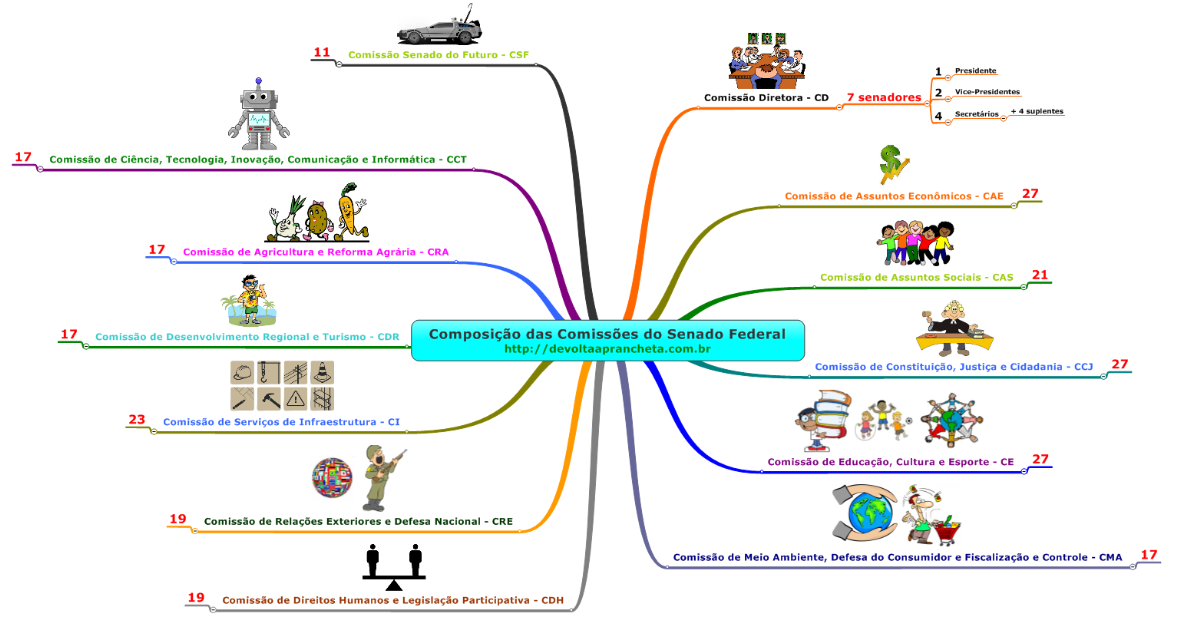 Composição das Comissões do Senado Federal
http://devoltaaprancheta.com.br
Comissão Diretora - CD
7 senadores
1 Presidente
2 Vice-Presidentes
4 Secretários + 4 suplentes
Comissão de Assuntos Econômicos - CAE 27
Comissão de Assuntos Sociais - CAS 21
Comissão de Constituição, Justiça e Cidadania - CCJ 27
Comissão de Educação, Cultura e Esporte - CE 27
Comissão de Meio Ambiente, Defesa do Consumidor e Fiscalização e Controle - CMA 17
11 Comissão Senado do Futuro - CSF
17 Comissão de Ciência, Tecnologia, Inovação, Comunicação e Informática - CCT
17 Comissão de Agricultura e Reforma Agrária - CRA
17 Comissão de Desenvolvimento Regional e Turismo - CDR
23 Comissão de Serviços de Infraestrutura - CI
19 Comissão de Relações Exteriores e Defesa Nacional - CRE
19 Comissão de Direitos Humanos e Legislação Participativa - CDH